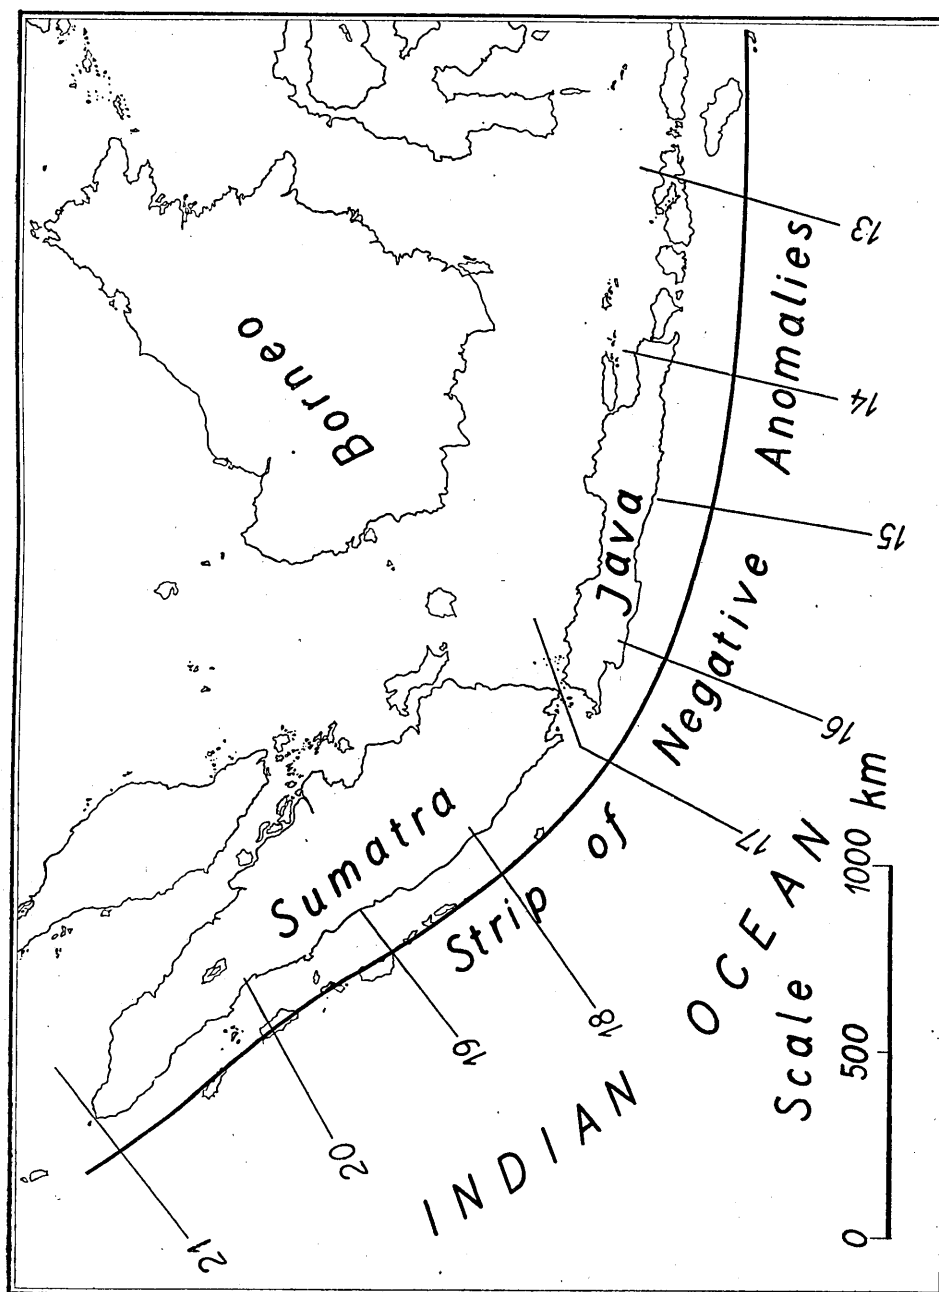 Borneo
Sumatra
Java
Strip of Negative Anomalies
INDIAN OCEAN
13
14
15
16
17
18
19
20
21
Scale
0 500 1000 km